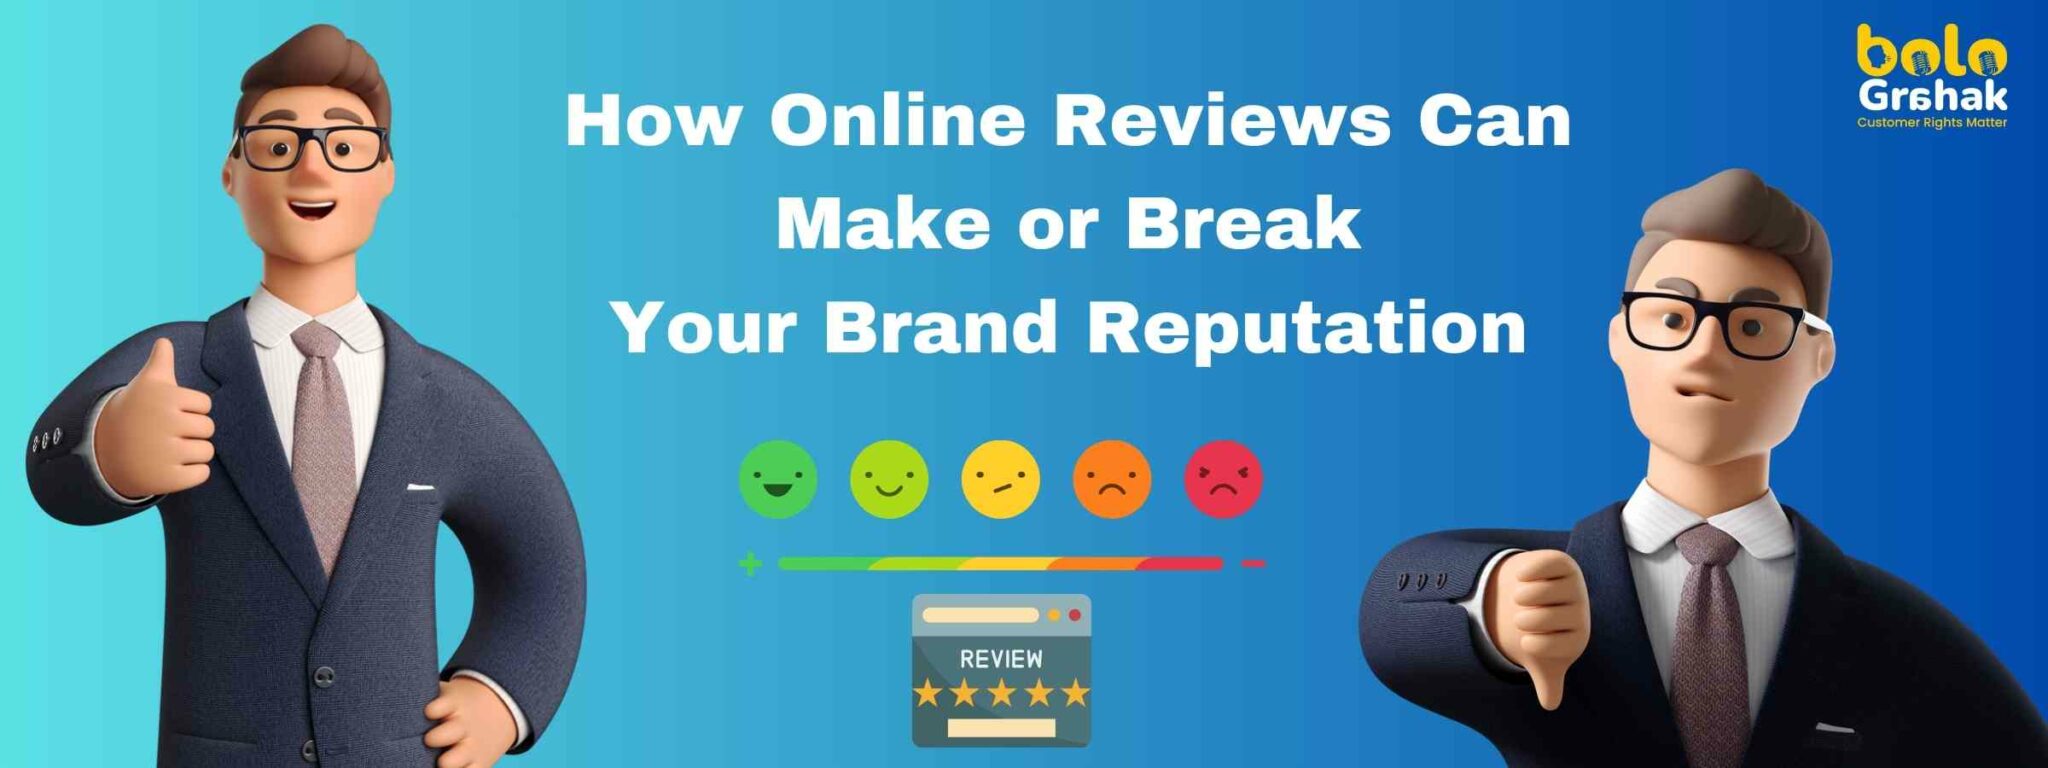 How Online Reviews Can
Make or Break
Your Brand Reputation
bolo
Grahak
Customer Rights Matter
REVIEW